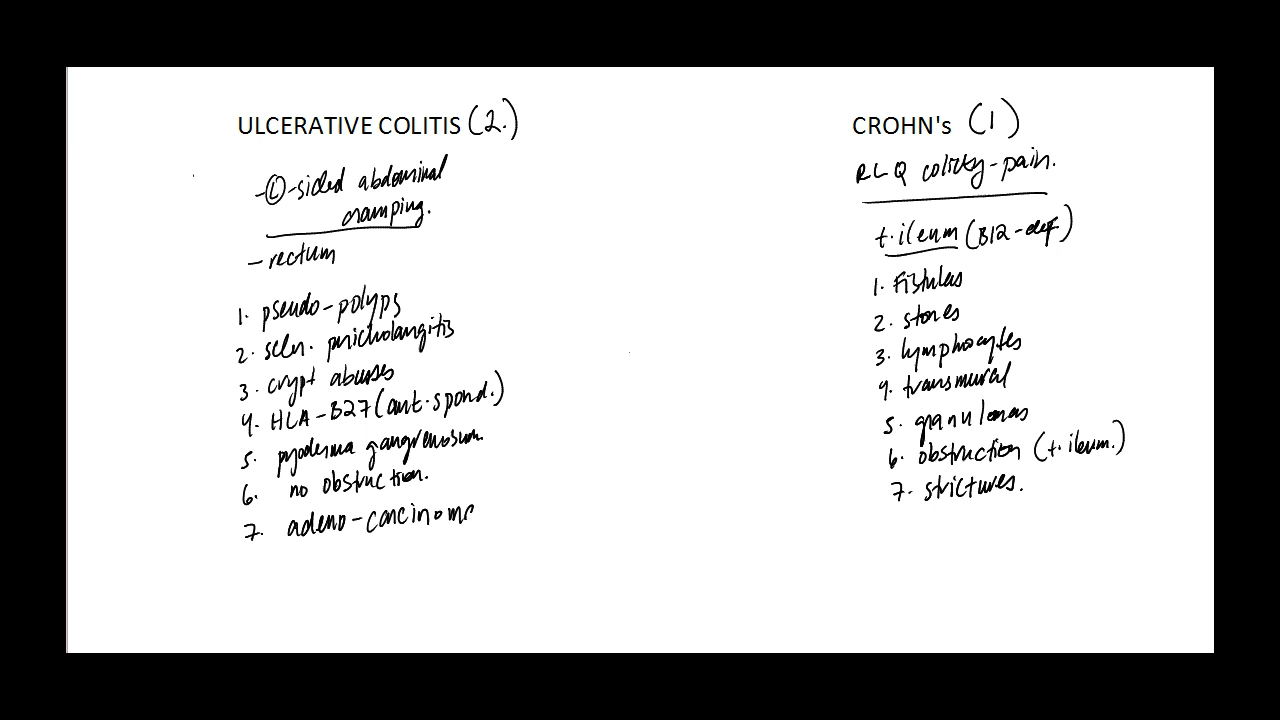 ULCERATIVE COLITIS (2.)
- Ⓛ-sided abdominal
cramping.
- rectum
1. pseudo-polyps
2. scler. pericholangitis
3. crypt abscesses
4. HLA-B27 (ant. spond.)
5. pyoderma gangrenosum.
6. no obstruction.
7. adeno-carcinoma
CROHN's (1)
RLQ colicky-pain.
t. ileum (B12-def)
1. Fistulas
2. stones
3. lymphocytes
4. transmural
5. granulomas
6. obstruction (t. ileum.)
7. strictures.